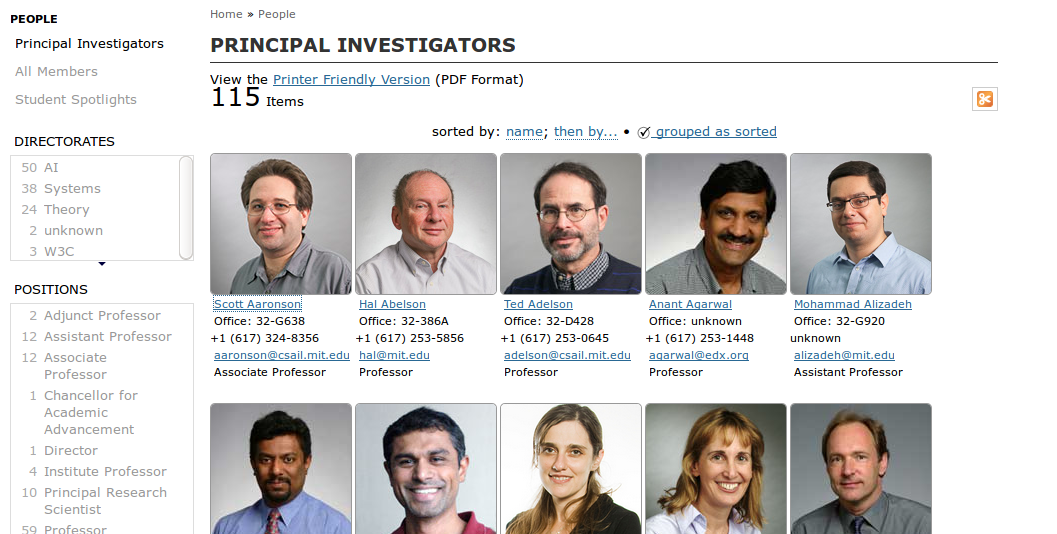 PEOPLE
Principal Investigators
All Members
Student Spotlights
DIRECTORATES
50 AI
38 Systems
24 Theory
2 unknown
3 W3C
POSITIONS
2 Adjunct Professor
12 Assistant Professor
12 Associate
Professor
1 Chancellor for
Academic
Advancement
1 Director
4 Institute Professor
10 Principal Research
Scientist
59 Professor
Home » People
PRINCIPAL INVESTIGATORS
View the Printer Friendly Version (PDF Format)
115 Items
sorted by: name; then by... • grouped as sorted
Scott Aaronson
Office: 32-G638
+1 (617) 324-8356
aaronson@csail.mit.edu
Associate Professor
Hal Abelson
Office: 32-386A
+1 (617) 253-5856
hal@mit.edu
Professor
Ted Adelson
Office: 32-D428
+1 (617) 253-0645
adelson@csail.mit.edu
Professor
Anant Agarwal
Office: unknown
+1 (617) 253-1448
agarwal@edx.org
Professor
Mohammad Alizadeh
Office: 32-G920
unknown
alizadeh@mit.edu
Assistant Professor